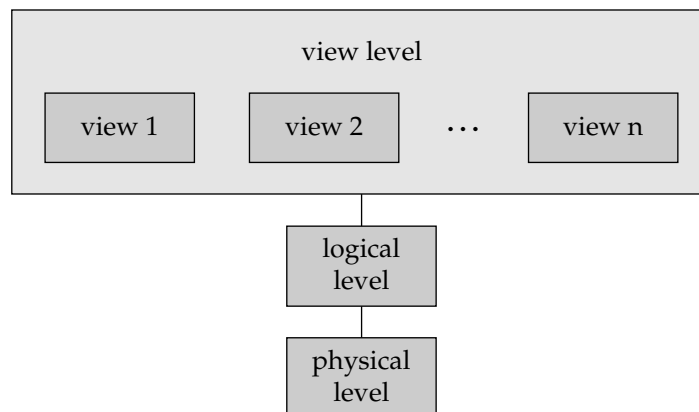 view level
view 1
view 2
...
view n
logical
level
physical
level